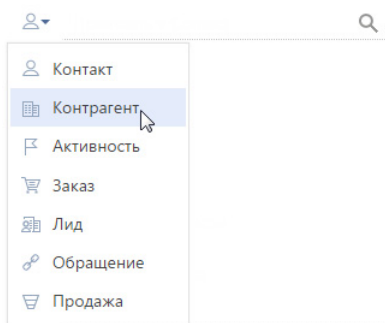 Контакт
Контрагент
Активность
Заказ
Лид
Обращение
Продажа